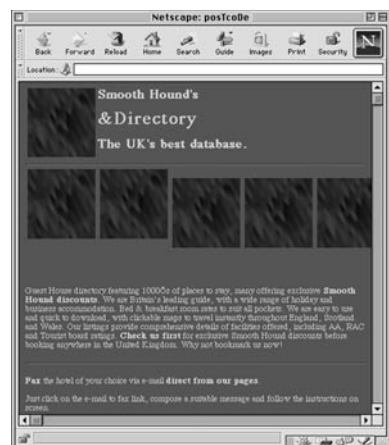 Netscape: posTcoDe
Back Forward Reload Home Search Guide Images Print Security N
Location:
Smooth Hound's
&Directory
The UK's best database.
Guest House directory featuring 10000õ of places to stay, many offering exclusive Smooth
Hound discounts. We are Britain's leading guide, with a wide range of holiday and
business accommodation. Bed & breakfast room rates to suit all pockets. We are easy to use
and quick to download, with clickable maps to travel instantly throughout England, Scotland
and Wales. Our listings provide comprehensive details of facilities offered, including AA, RAC
and Tourist board ratings. Check us first for exclusive Smooth Hound discounts before
booking anywhere in the United Kingdom. Why not bookmark us now!
Fax the hotel of your choice via e-mail direct from our pages.
Just click on the e-mail to fax link, compose a suitable message and follow the instructions on
screen.